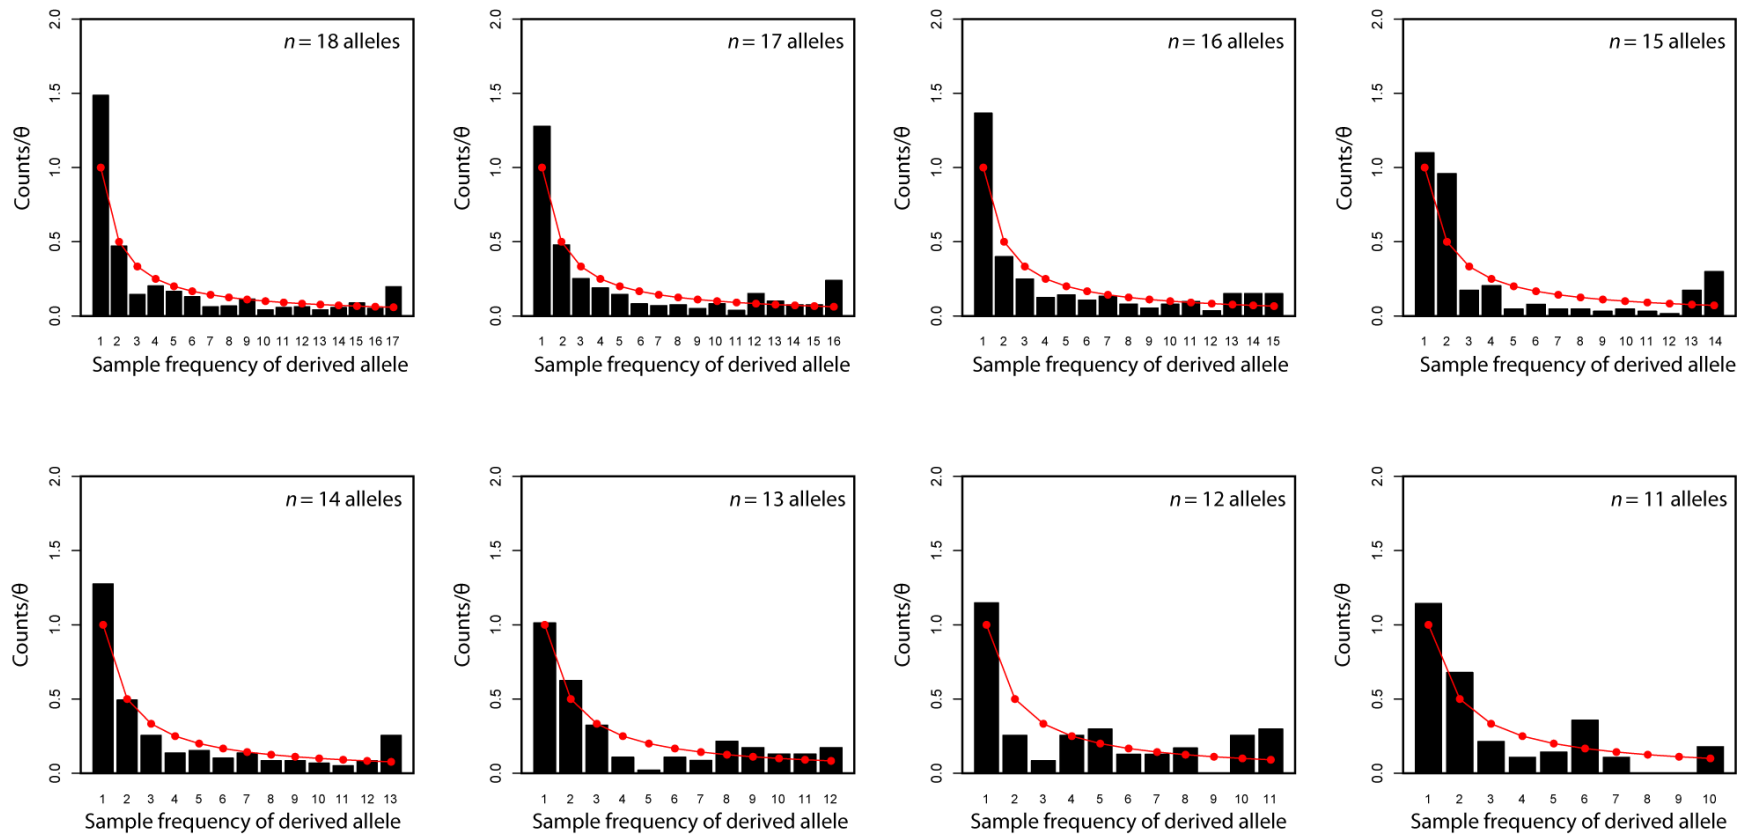 n = 18 alleles
2.0
1.5
1.0
0.5
0.0
Counts/θ
1 2 3 4 5 6 7 8 9 10 11 12 13 14 15 16 17
Sample frequency of derived allele
n = 17 alleles
2.0
1.5
1.0
0.5
0.0
Counts/θ
1 2 3 4 5 6 7 8 9 10 11 12 13 14 15 16
Sample frequency of derived allele
n = 16 alleles
2.0
1.5
1.0
0.5
0.0
Counts/θ
1 2 3 4 5 6 7 8 9 10 11 12 13 14 15
Sample frequency of derived allele
n = 15 alleles
2.0
1.5
1.0
0.5
0.0
Counts/θ
1 2 3 4 5 6 7 8 9 10 11 12 13 14
Sample frequency of derived allele
n = 14 alleles
2.0
1.5
1.0
0.5
0.0
Counts/θ
1 2 3 4 5 6 7 8 9 10 11 12 13
Sample frequency of derived allele
n = 13 alleles
2.0
1.5
1.0
0.5
0.0
Counts/θ
1 2 3 4 5 6 7 8 9 10 11 12
Sample frequency of derived allele
n = 12 alleles
2.0
1.5
1.0
0.5
0.0
Counts/θ
1 2 3 4 5 6 7 8 9 10 11
Sample frequency of derived allele
n = 11 alleles
2.0
1.5
1.0
0.5
0.0
Counts/θ
1 2 3 4 5 6 7 8 9 10
Sample frequency of derived allele